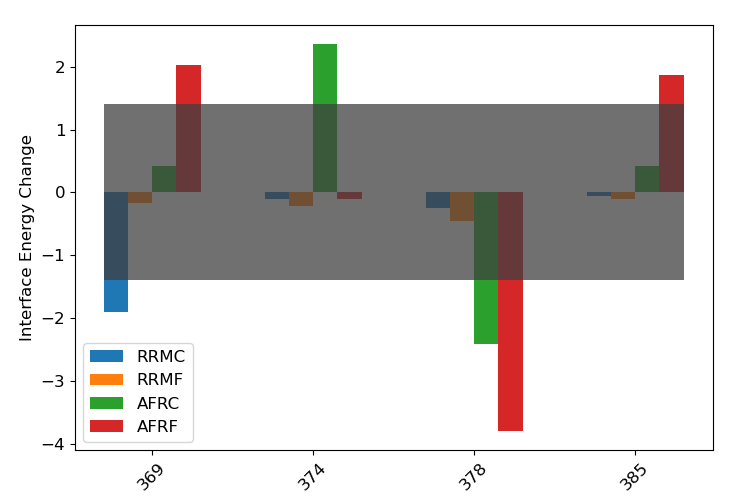 Interface Energy Change
2
1
0
−1
−2
−3
−4
RRMC
RRMF
AFRC
AFRF
369
374
378
385